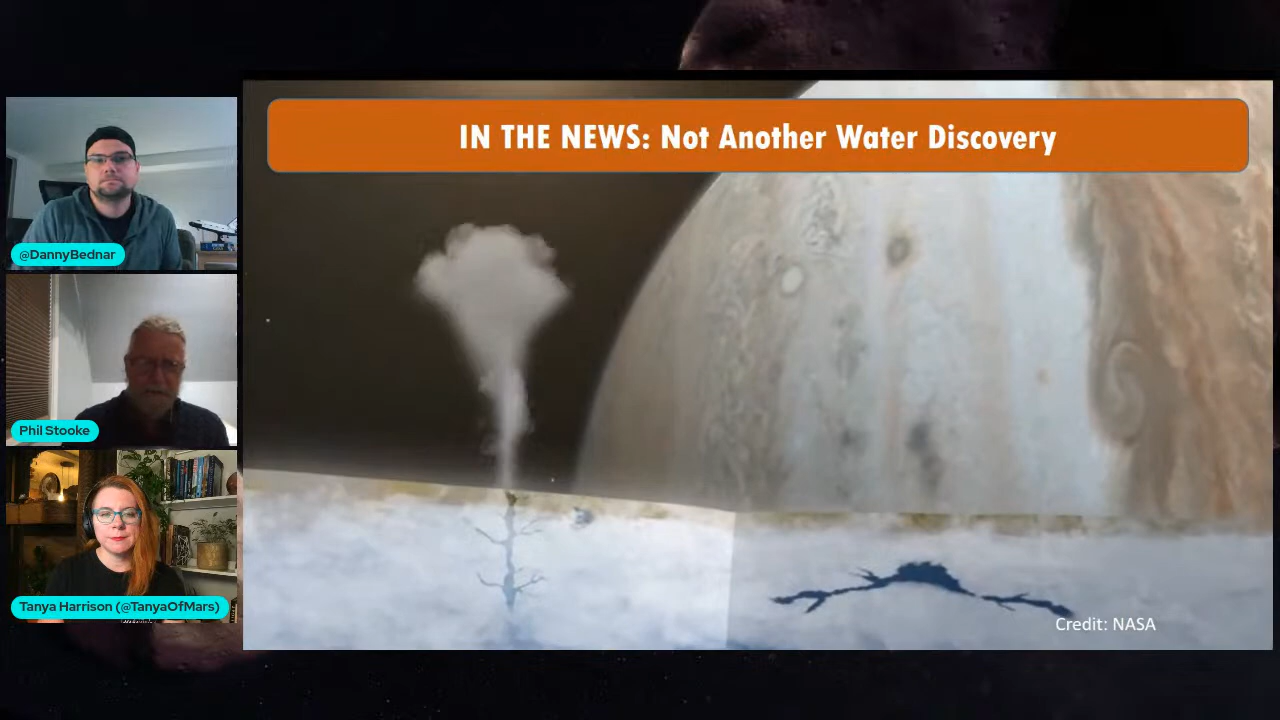 IN THE NEWS: Not Another Water Discovery
@DannyBednar
Phil Stooke
Tanya Harrison (@TanyaOfMars)
Credit: NASA